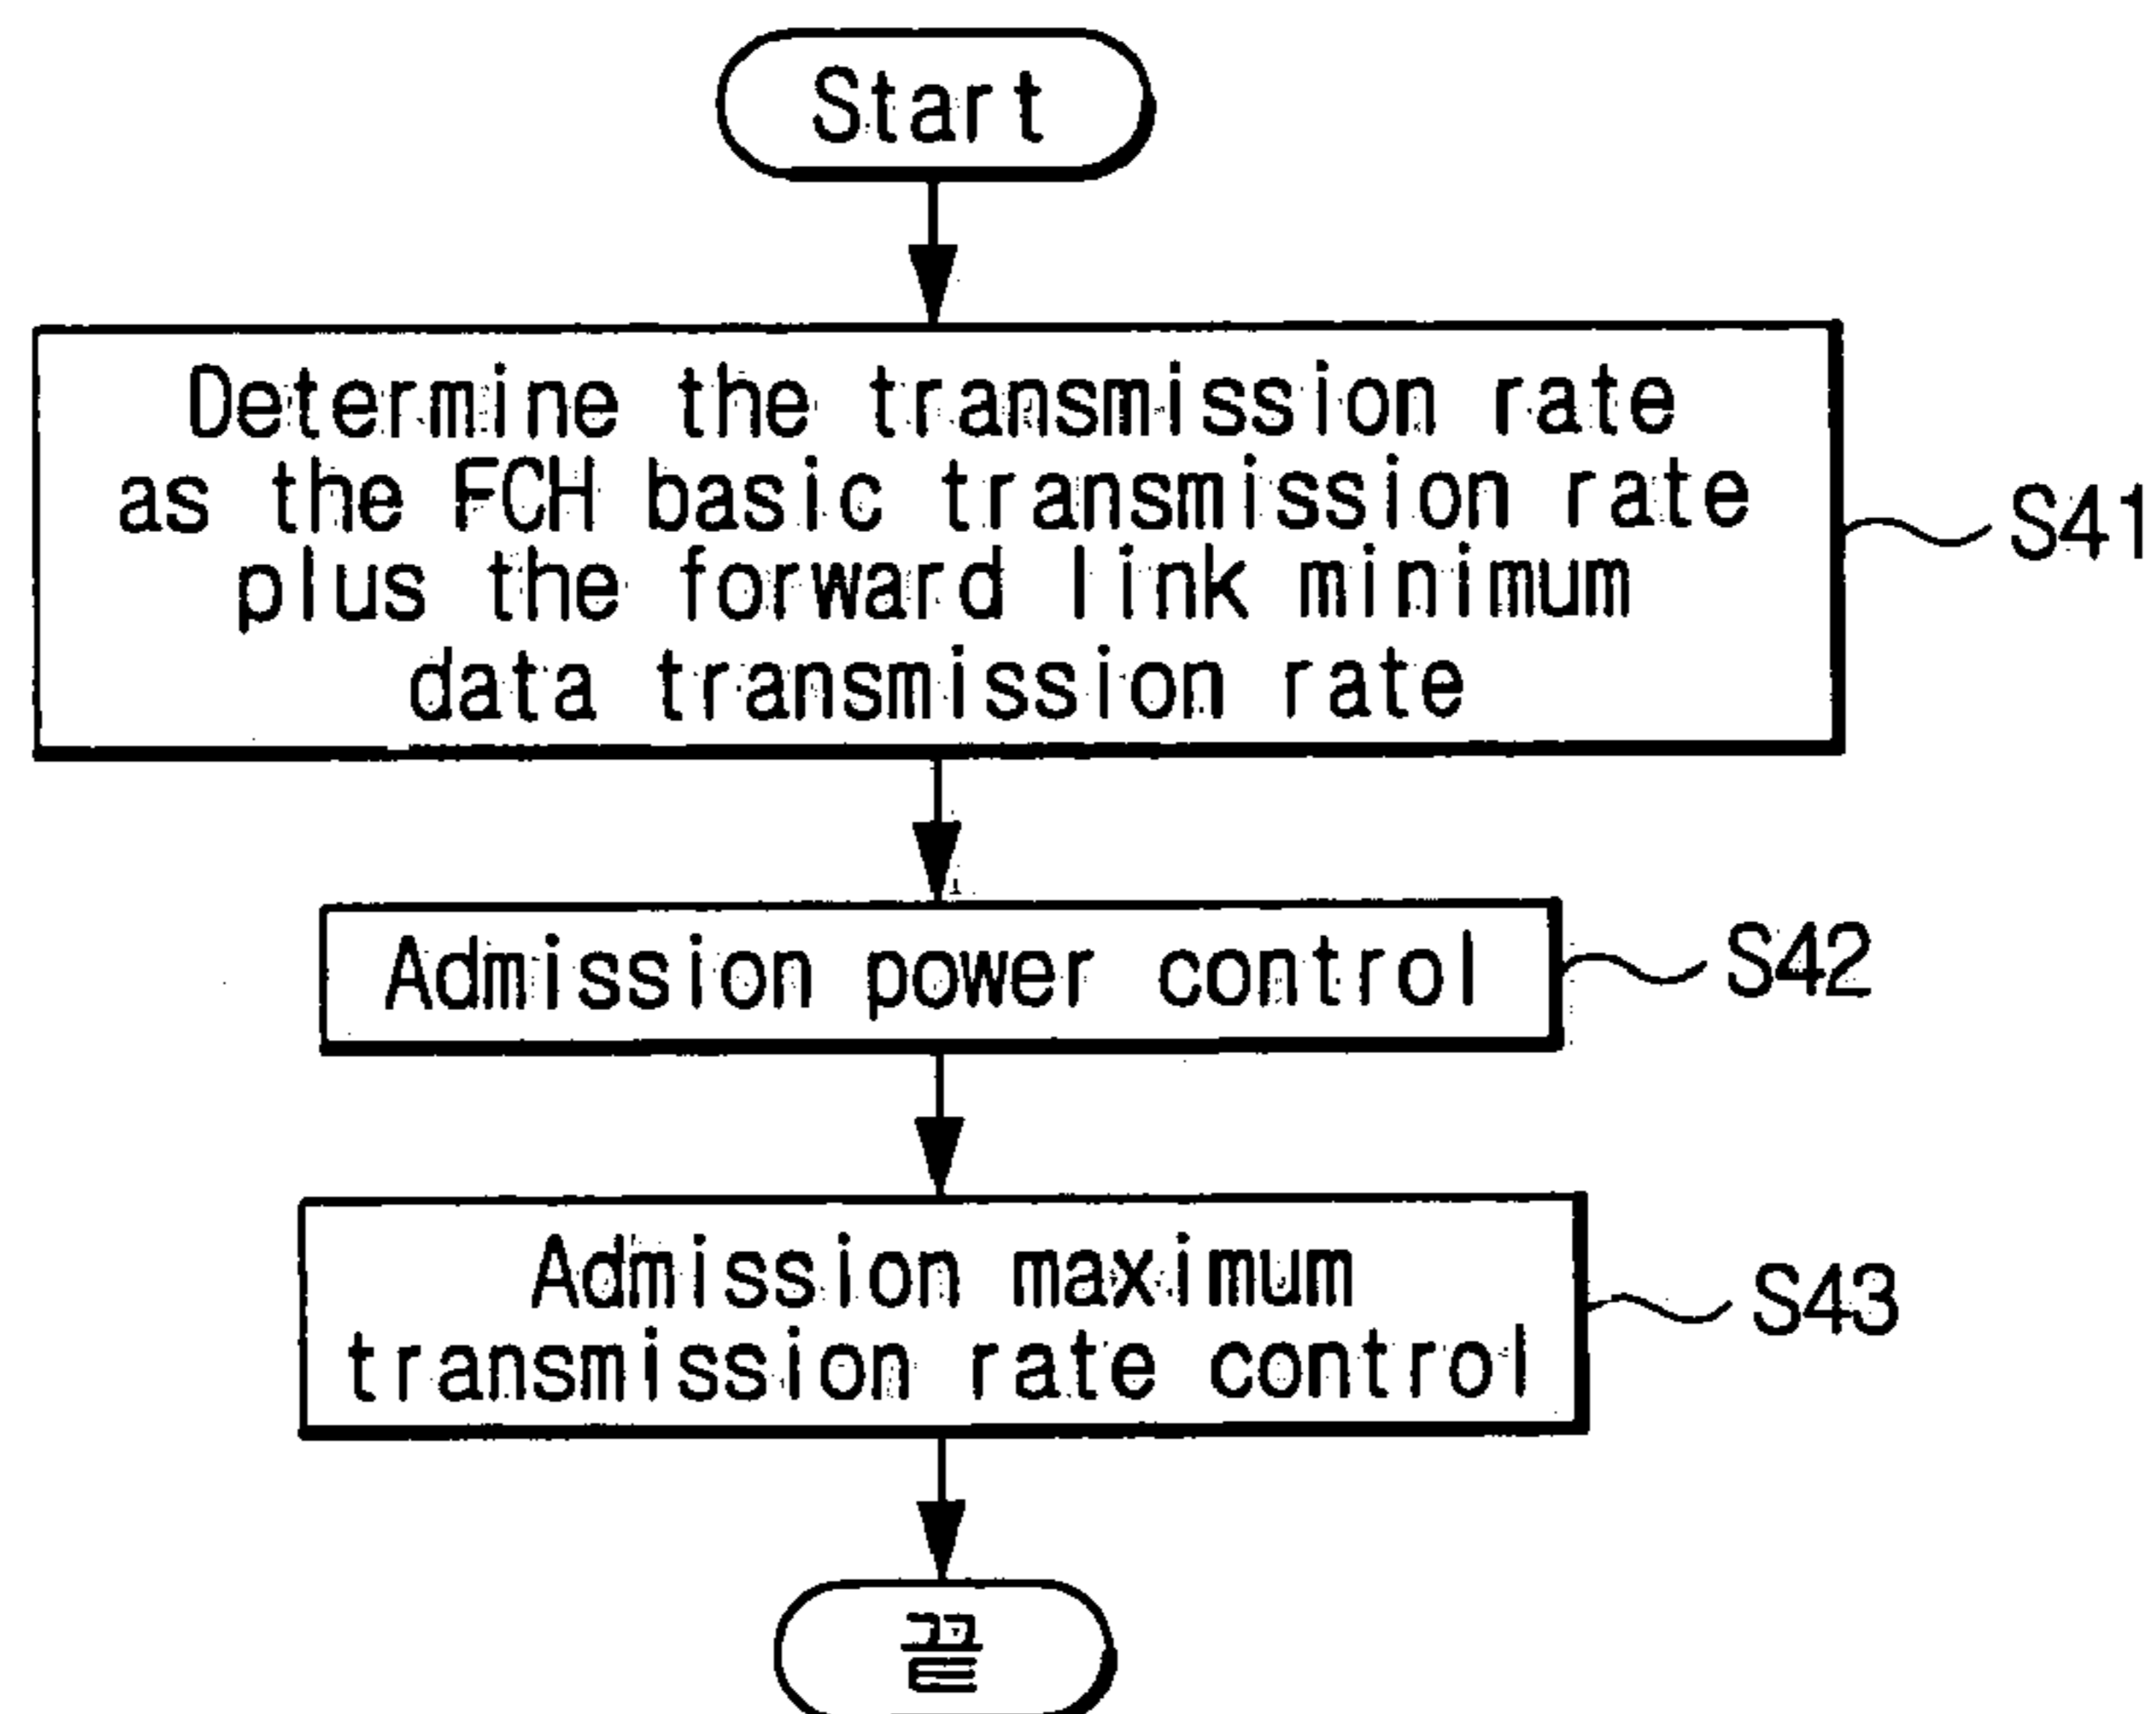 Start
Determine the transmission rate
as the FCH basic transmission rate
plus the forward link minimum
data transmission rate
S41
Admission power control
S42
Admission maximum
transmission rate control
S43
끝